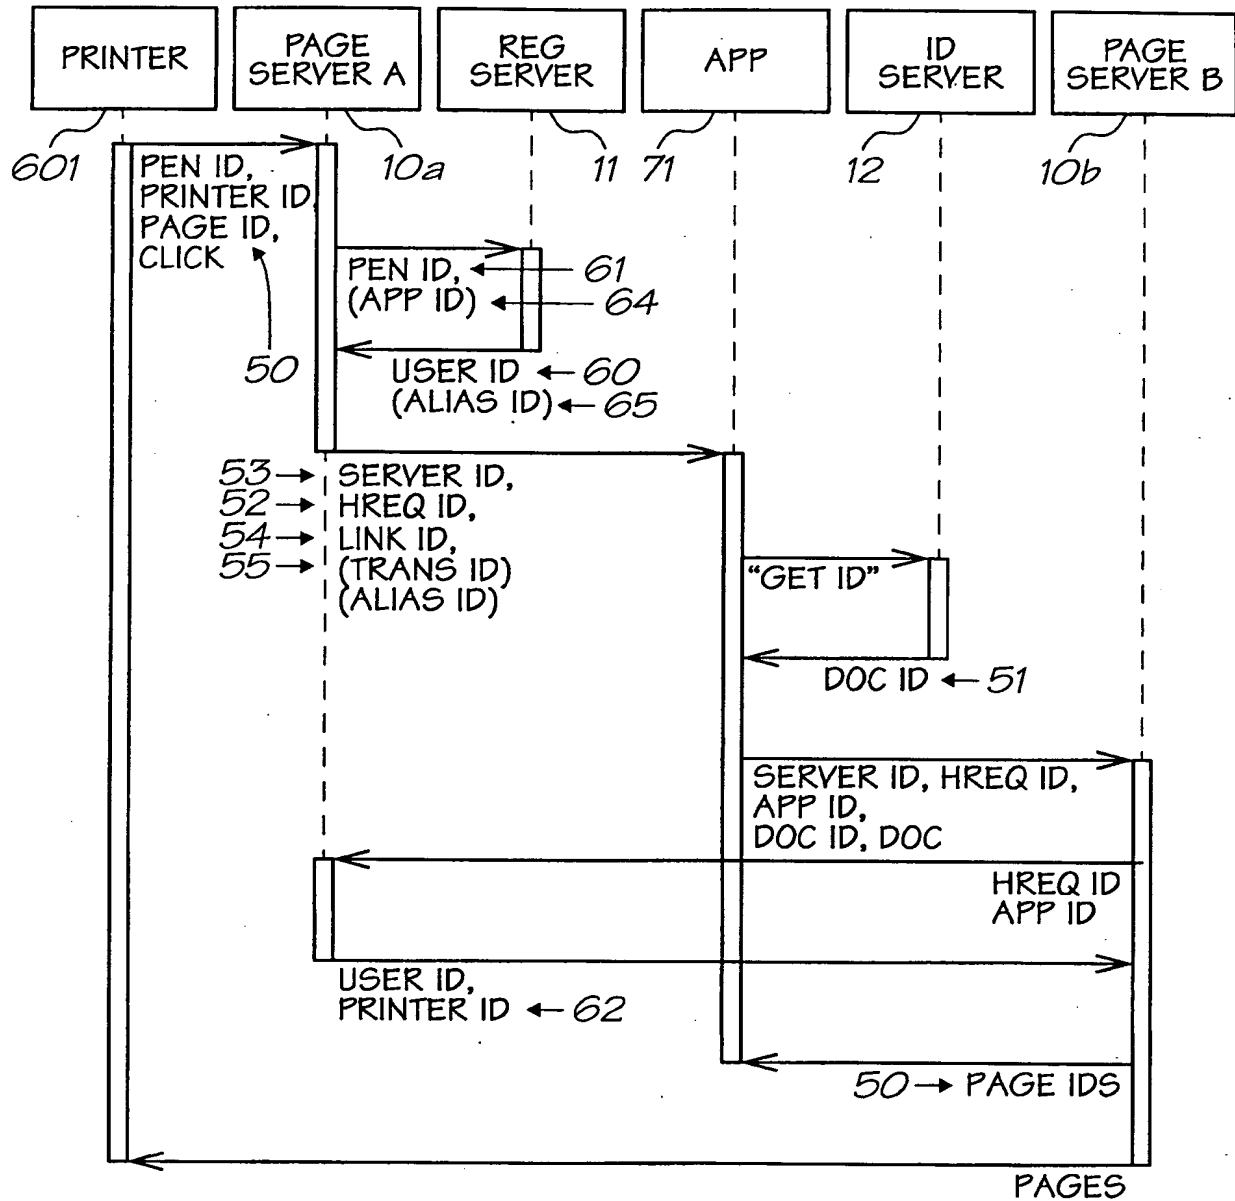 PRINTER
PAGE
SERVER A
REG
SERVER
APP
ID
SERVER
PAGE
SERVER B
601
10a
11
71
12
10b
PEN ID,
PRINTER ID
PAGE ID,
CLICK
50
PEN ID,
61
(APP ID)
64
USER ID
60
(ALIAS ID)
65
53
SERVER ID,
52
HREQ ID,
54
LINK ID,
55
(TRANS ID)
(ALIAS ID)
"GET ID"
DOC ID
51
SERVER ID, HREQ ID,
APP ID,
DOC ID, DOC
HREQ ID
APP ID
USER ID,
PRINTER ID
62
50
PAGE IDS
PAGES